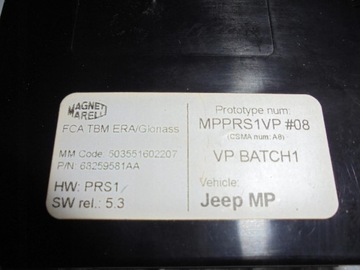 MAGNETI
MARELLI
FCA TBM ERA/Glonass
MM Code: 503551602207
P/N: 68259581AA
HW: PRS1/
SW rel.: 5.3
Prototype num:
MPPRS1VP #08
(CSMA num: A8)
VP BATCH1
Vehicle:
Jeep MP